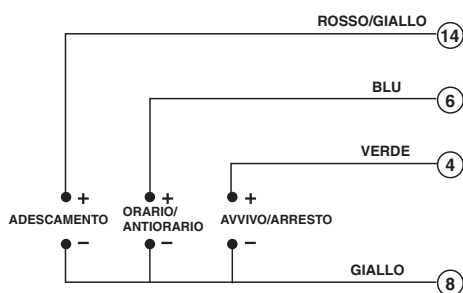 ROSSO/GIALLO
14
BLU
6
VERDE
4
+ + +
ADESCAMENTO
ORARIO/
ANTIORARIO
AVVIVO/ARRESTO
− − −
GIALLO
8